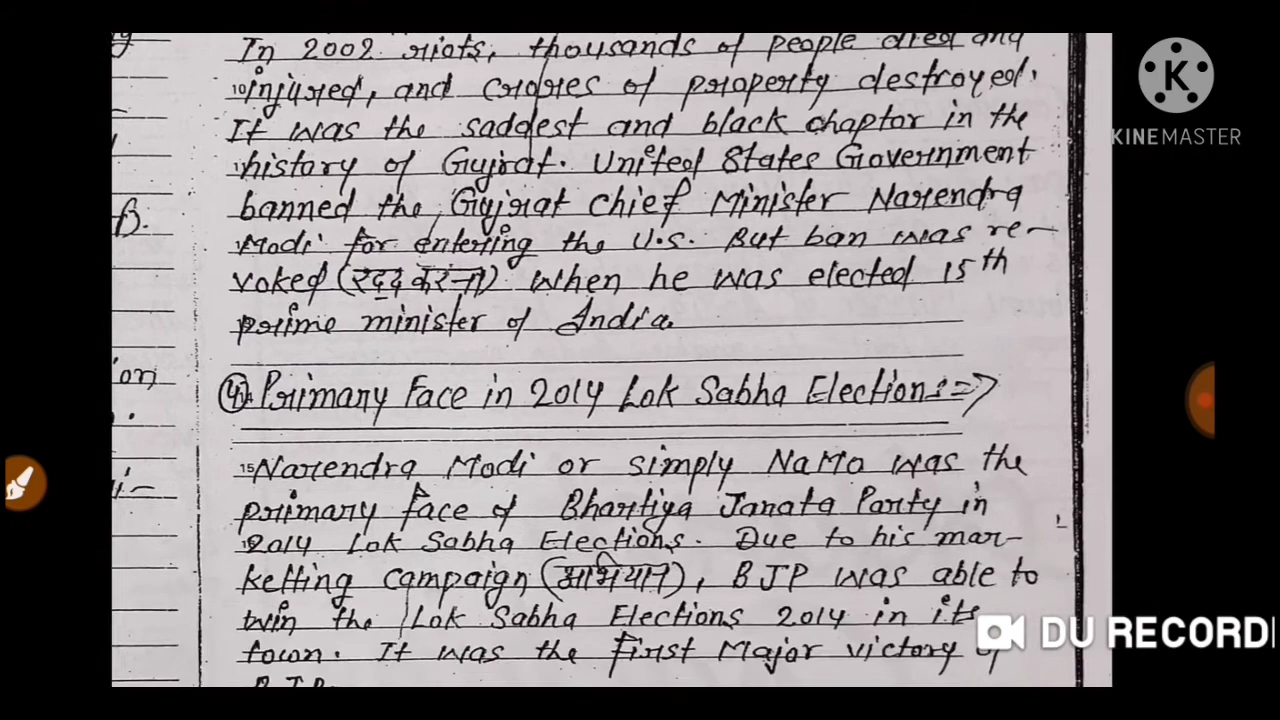 In 2002 riots, thousands of people died and
10 injured, and crores of property destroyed.
It was the saddest and black chaptor in the
history of Gujrat. United States Government
banned the Gujrat Chief Minister Narendra
Modi for entering the U.S. But ban was re-
voked (रद्द करना) when he was elected 15th
prime minister of India.
④. Primary Face in 2014 Lok Sabha Elections:=>
15 Narendra Modi or simply NaMo was the
primary face of Bhartiya Janata Party in
2014 Lok Sabha Elections. Due to his mar-
ketting campaign (अभियान), BJP was able to
win the Lok Sabha Elections 2014 in its
town. It was the first Major victory of
B.
ion
K
KINEMASTER
DU RECORD